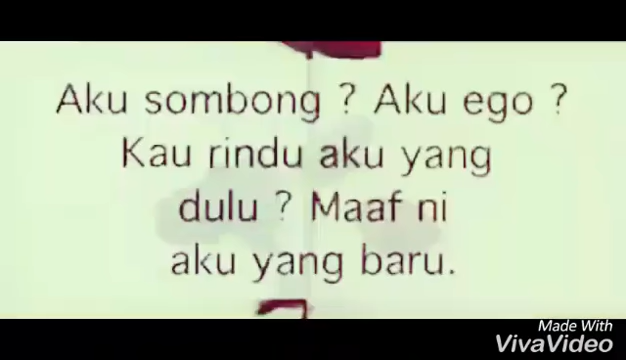 Aku sombong ? Aku ego ?
Kau rindu aku yang
dulu ? Maaf ni
aku yang baru.
Made With
VivaVideo